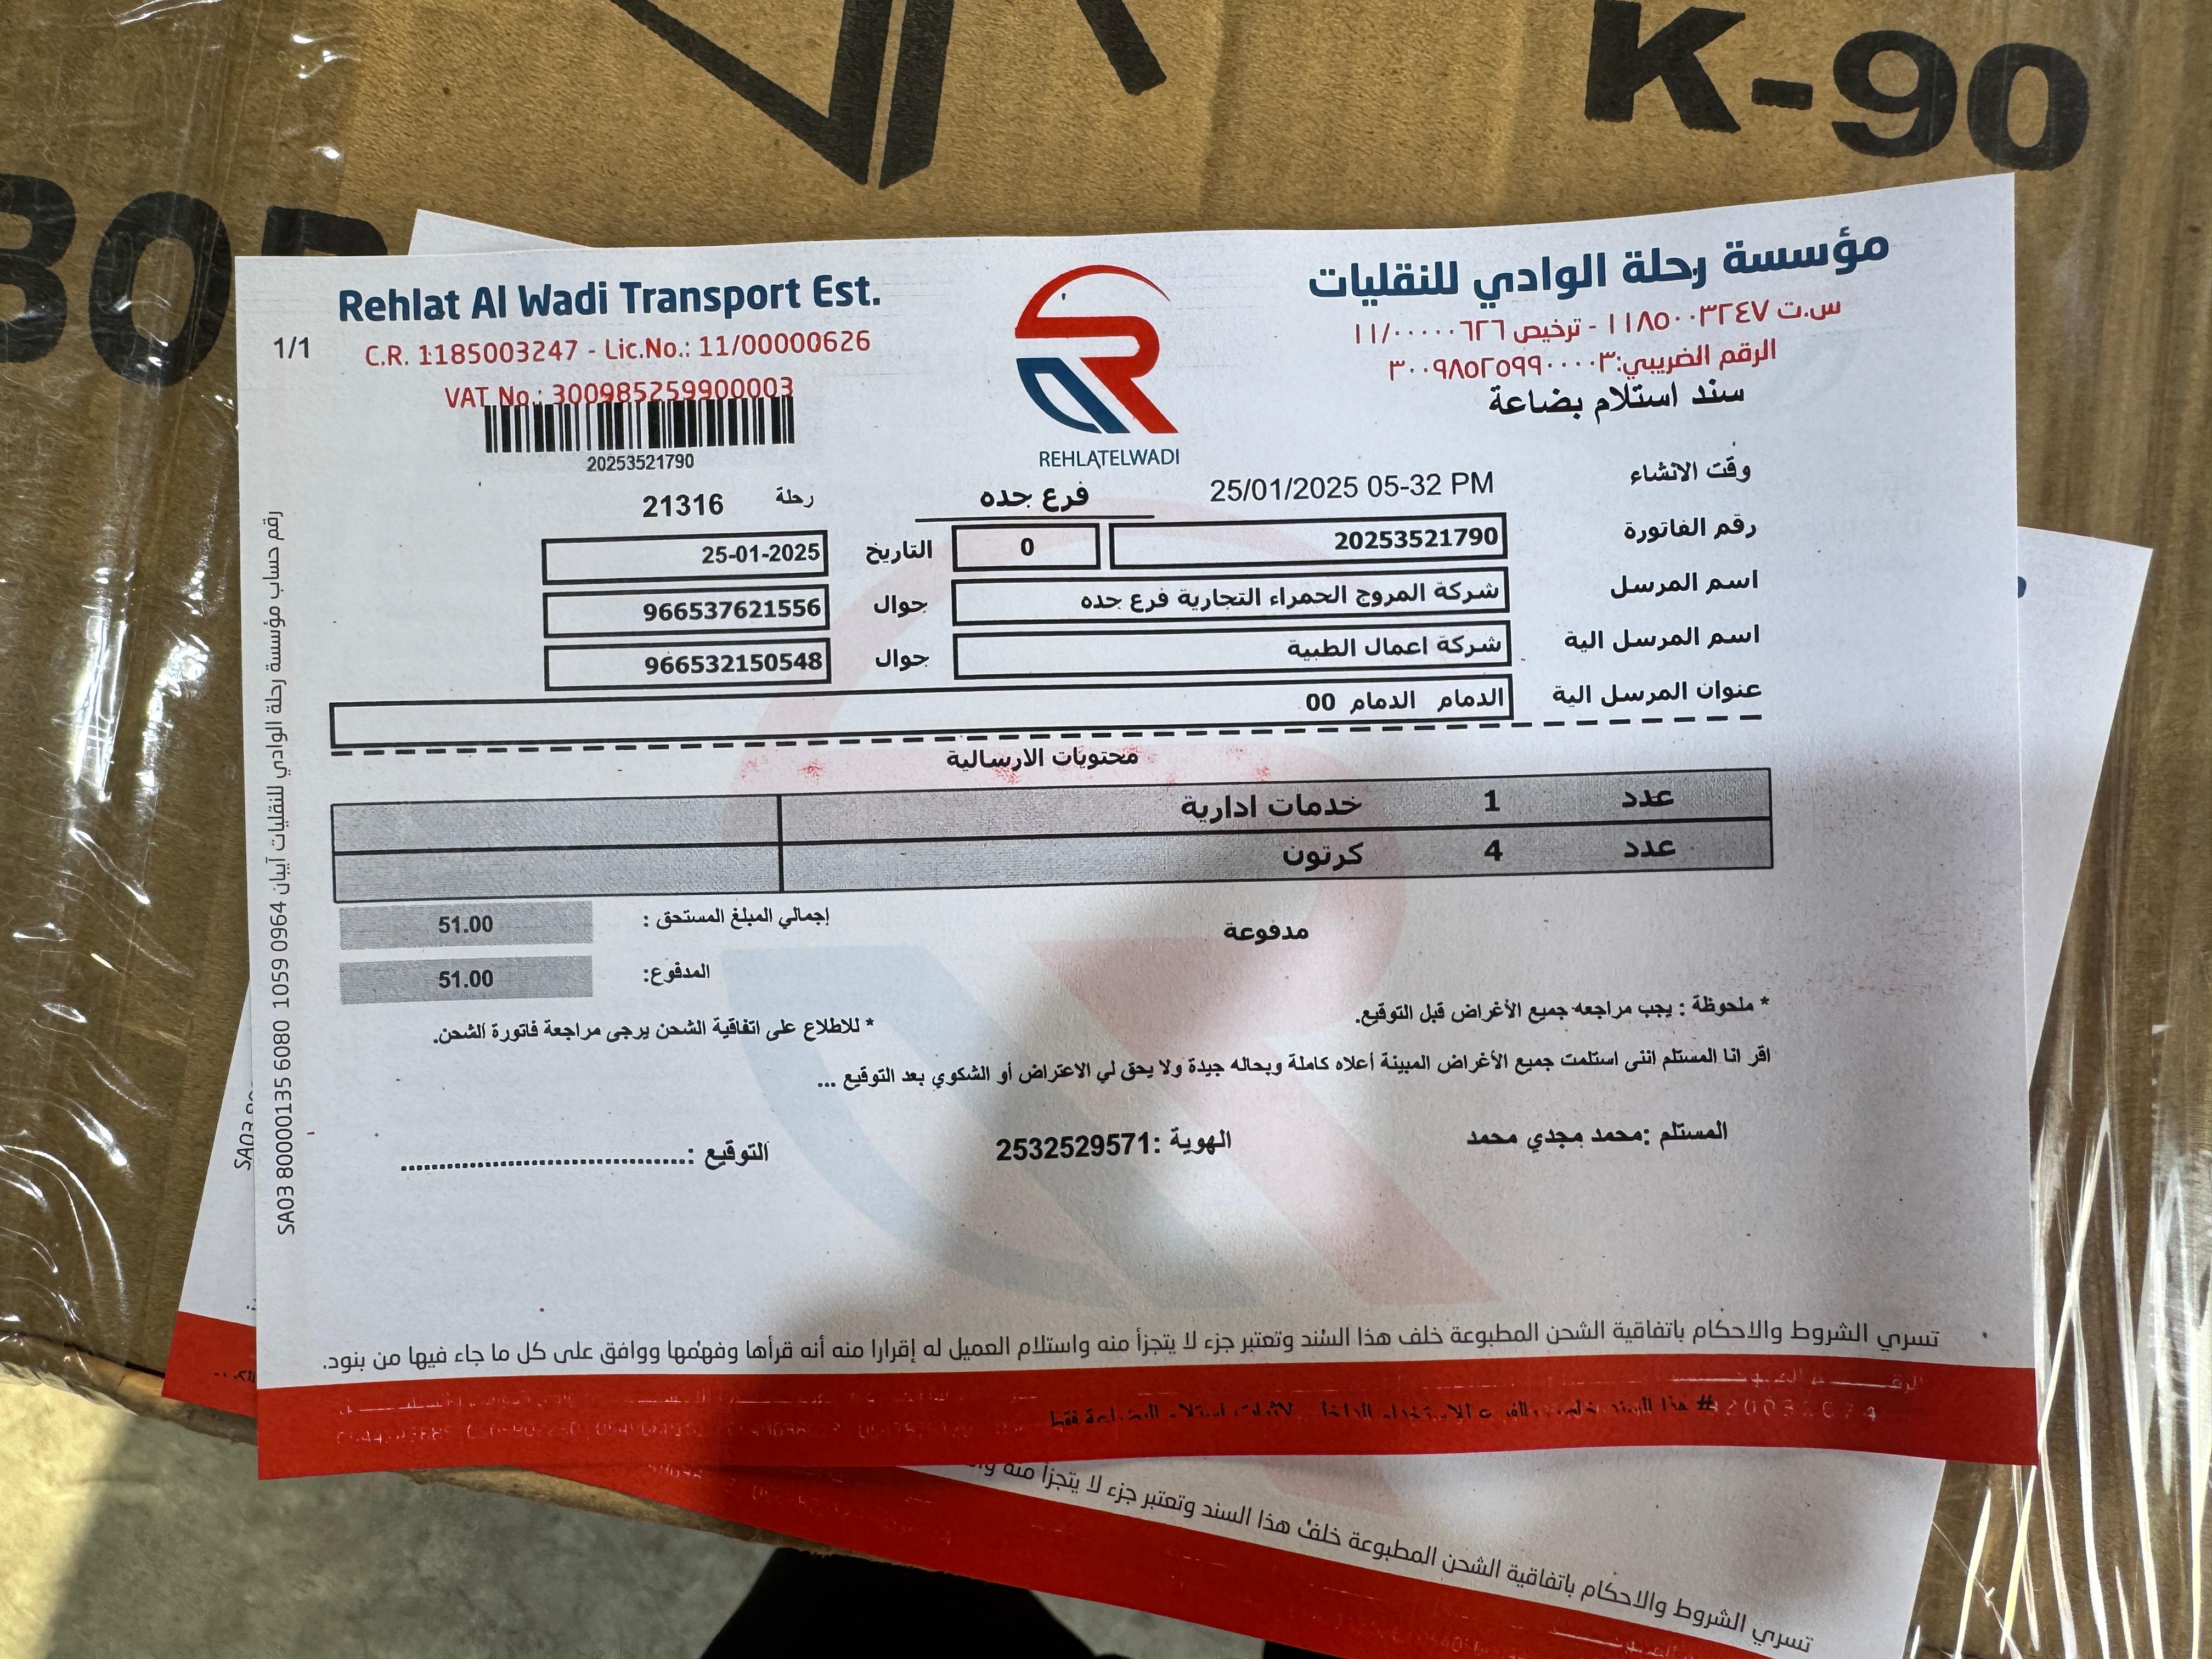 K-90
مؤسسة رحلة الوادي للنقليات
س.ت ١١٨٥٠٠٣٢٤٧ - ترخيص ١١/٠٠٠٠٠٦٢٦
الرقم الضريبي:٣٠٠٩٨٥٢٥٩٩٠٠٠٠٣
سند استلام بضاعة
Rehlat Al Wadi Transport Est.
1/1
C.R. 1185003247 - Lic.No.: 11/00000626
VAT No.: 300985259900003
20253521790
REHLATELWADI
وقت الانشاء 25/01/2025 05-32 PM فرع جده رحلة 21316
رقم الفاتورة 20253521790 0 التاريخ 25-01-2025
اسم المرسل شركة المروج الحمراء التجارية فرع جده جوال 966537621556
اسم المرسل الية شركة اعمال الطبية جوال 966532150548
عنوان المرسل الية الدمام الدمام 00
محتويات الارسالية
عدد 1 خدمات ادارية
عدد 4 كرتون
إجمالي المبلغ المستحق : 51.00
مدفوعة
المدفوع: 51.00
* ملحوظة : يجب مراجعه جميع الأغراض قبل التوقيع.
* للاطلاع على اتفاقية الشحن يرجى مراجعة فاتورة الشحن.
اقر انا المستلم اننى استلمت جميع الأغراض المبينة أعلاه كاملة وبحاله جيدة ولا يحق لي الاعتراض أو الشكوي بعد التوقيع ...
المستلم :محمد مجدي محمد الهوية :2532529571 التوقيع :......................................
تسري الشروط والاحكام باتفاقية الشحن المطبوعة خلف هذا السند وتعتبر جزء لا يتجزأ منه واستلام العميل له إقرارا منه أنه قرأها وفهمها ووافق على كل ما جاء فيها من بنود.
رقم حساب مؤسسة رحلة الوادي للنقليات آيبان SA03 8000 0135 6080 1059 0964
تسري الشروط والاحكام باتفاقية الشحن المطبوعة خلف هذا السند وتعتبر جزء لا يتجزأ منه